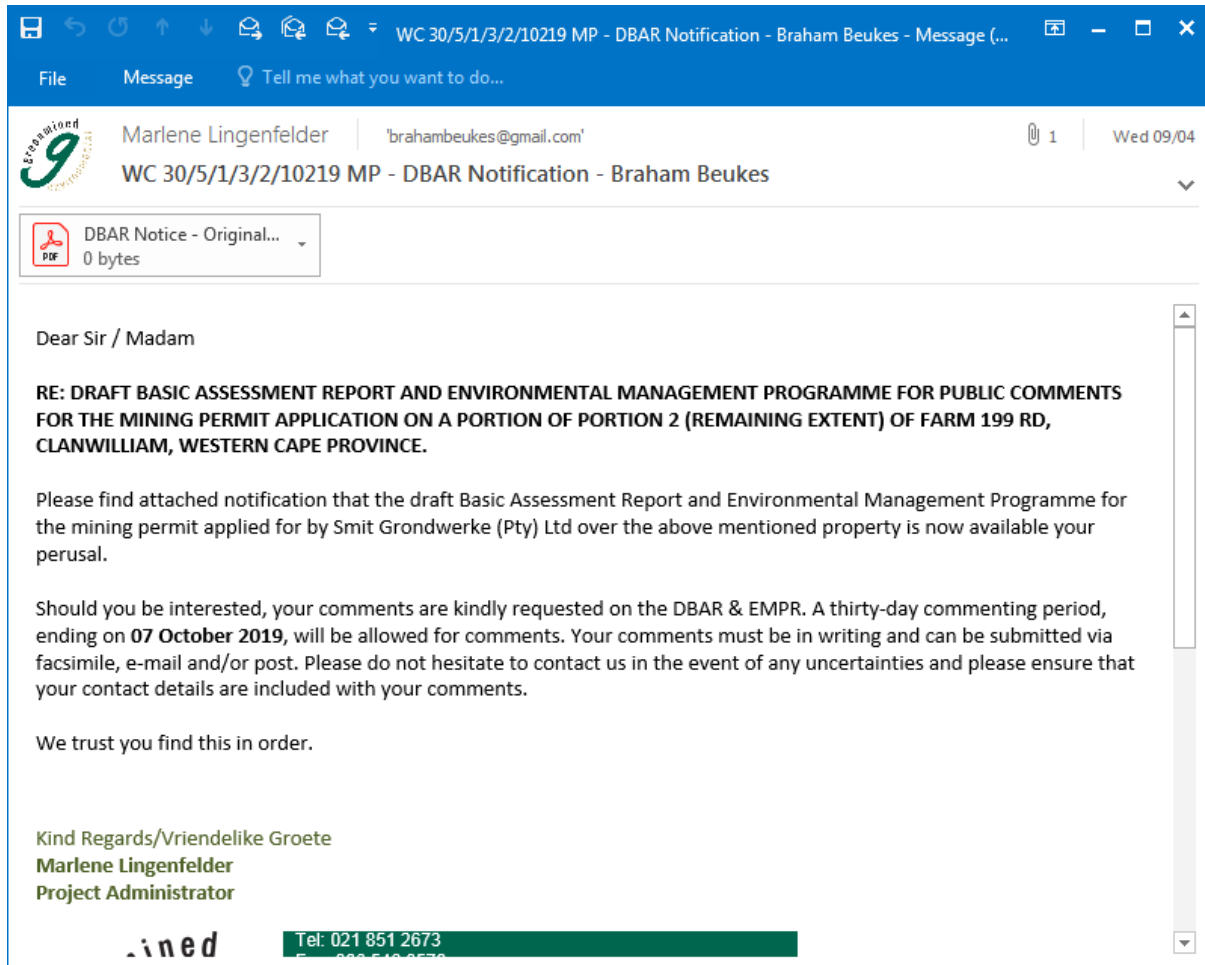 WC 30/5/1/3/2/10219 MP - DBAR Notification - Braham Beukes - Message (...
File Message Tell me what you want to do...
Greenmined
Marlene Lingenfelder 'brahambeukes@gmail.com' 1 Wed 09/04
WC 30/5/1/3/2/10219 MP - DBAR Notification - Braham Beukes
PDF
DBAR Notice - Original...
0 bytes
Dear Sir / Madam
RE: DRAFT BASIC ASSESSMENT REPORT AND ENVIRONMENTAL MANAGEMENT PROGRAMME FOR PUBLIC COMMENTS
FOR THE MINING PERMIT APPLICATION ON A PORTION OF PORTION 2 (REMAINING EXTENT) OF FARM 199 RD,
CLANWILLIAM, WESTERN CAPE PROVINCE.
Please find attached notification that the draft Basic Assessment Report and Environmental Management Programme for
the mining permit applied for by Smit Grondwerke (Pty) Ltd over the above mentioned property is now available your
perusal.
Should you be interested, your comments are kindly requested on the DBAR & EMPR. A thirty-day commenting period,
ending on 07 October 2019, will be allowed for comments. Your comments must be in writing and can be submitted via
facsimile, e-mail and/or post. Please do not hesitate to contact us in the event of any uncertainties and please ensure that
your contact details are included with your comments.
We trust you find this in order.
Kind Regards/Vriendelike Groete
Marlene Lingenfelder
Project Administrator
ined
Tel: 021 851 2673